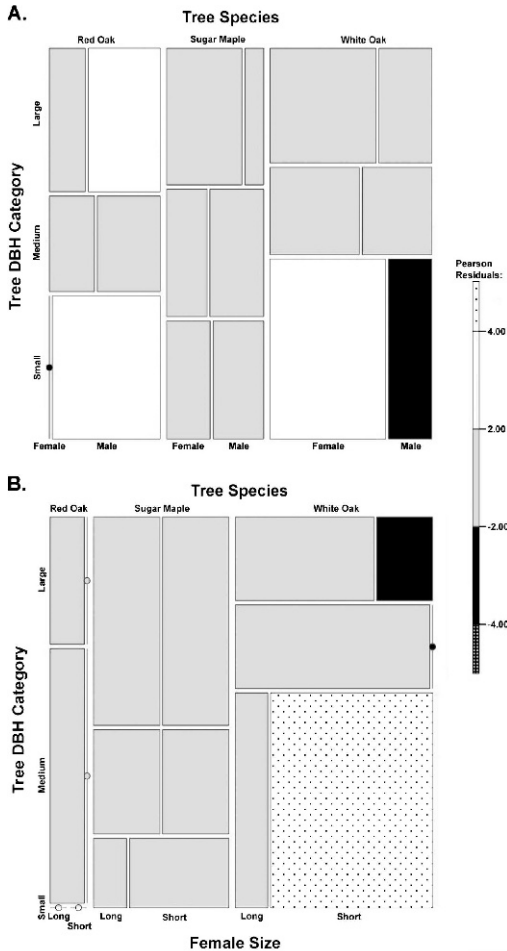 A.
Tree Species
Red Oak Sugar Maple White Oak
Tree DBH Category
Large
Medium
Small
Female Male Female Male Female Male
Pearson
Residuals:
4.00
2.00
-2.00
-4.00
B.
Tree Species
Red Oak Sugar Maple White Oak
Tree DBH Category
Large
Medium
Small
Long Short Long Short Long Short
Female Size